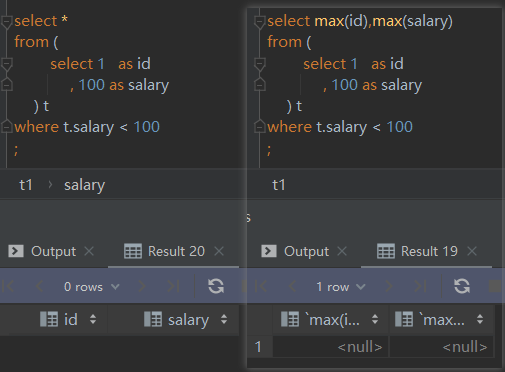 select *
from (
select 1 as id
, 100 as salary
) t
where t.salary < 100
;
t1 › salary
Output × Result 20 ×
0 rows
id salary
select max(id),max(salary)
from (
select 1 as id
, 100 as salary
) t
where t.salary < 100
;
t1
Output × Result 19 ×
1 row
`max(i... `max...
1 <null> <null>